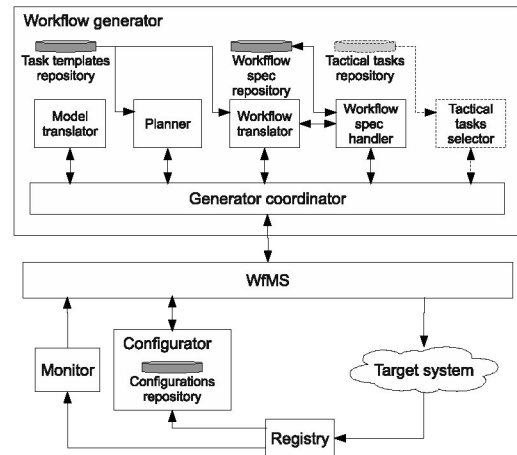 Workflow generator
Task templates
repository
Workfflow
spec
repository
Tactical tasks
repository
Model
translator
Planner
Workflow
translator
Workflow
spec
handler
Tactical
tasks
selector
Generator coordinator
WfMS
Configurator
Configurations
repository
Monitor
Target system
Registry